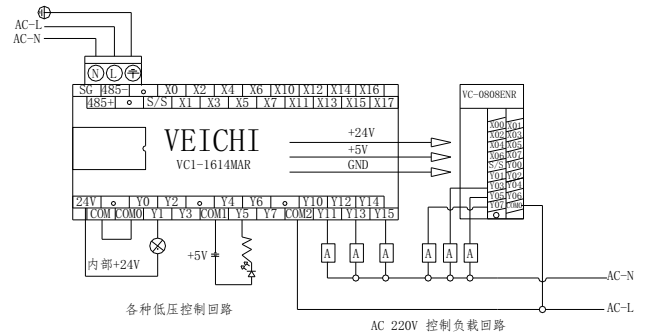 AC-L
AC-N
N L
SG 485- X0 X2 X4 X6 X10 X12 X14 X16
485+ S/S X1 X3 X5 X7 X11 X13 X15 X17
VEICHI
VC1-1614MAR
+24V
+5V
GND
24V Y0 Y2 Y4 Y6 Y10 Y12 Y14
COM COM0 Y1 Y3 COM1 Y5 Y7 COM2 Y11 Y13 Y15
VC-0808ENR
X00 X01
X02 X03
X04 X05
X06 X07
S/S Y00
Y01 Y02
Y03 Y04
Y05 Y06
Y07 COM0
内部+24V
+5V
A A A A A A
AC-N
AC-L
各种低压控制回路
AC 220V 控制负载回路